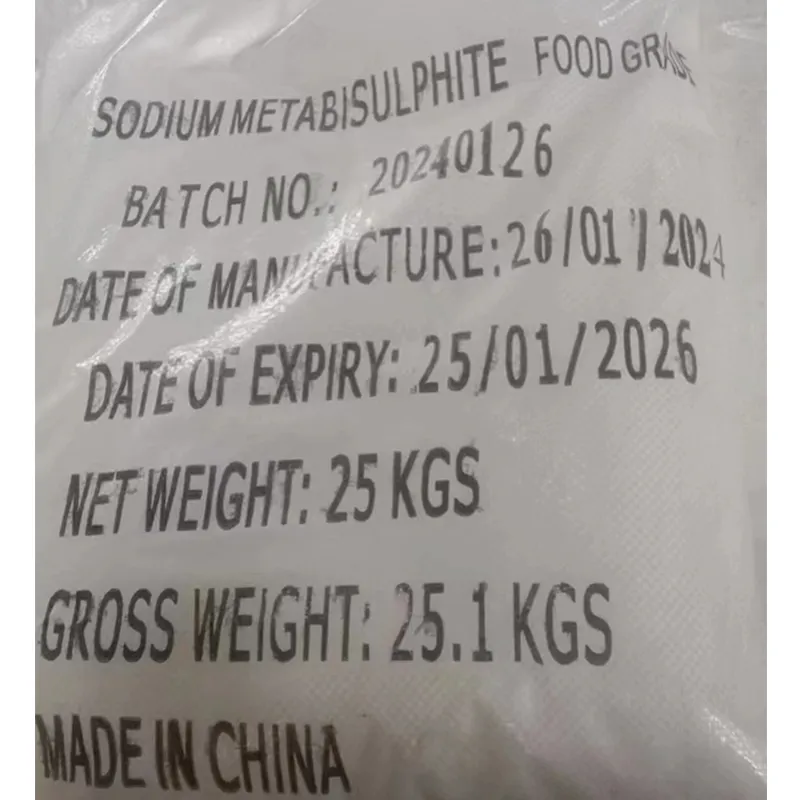 SODIUM METABISULPHITE FOOD GRADE
BATCH NO.: 20240126
DATE OF MANUFACTURE: 26/01/2024
DATE OF EXPIRY: 25/01/2026
NET WEIGHT: 25 KGS
GROSS WEIGHT: 25.1 KGS
MADE IN CHINA